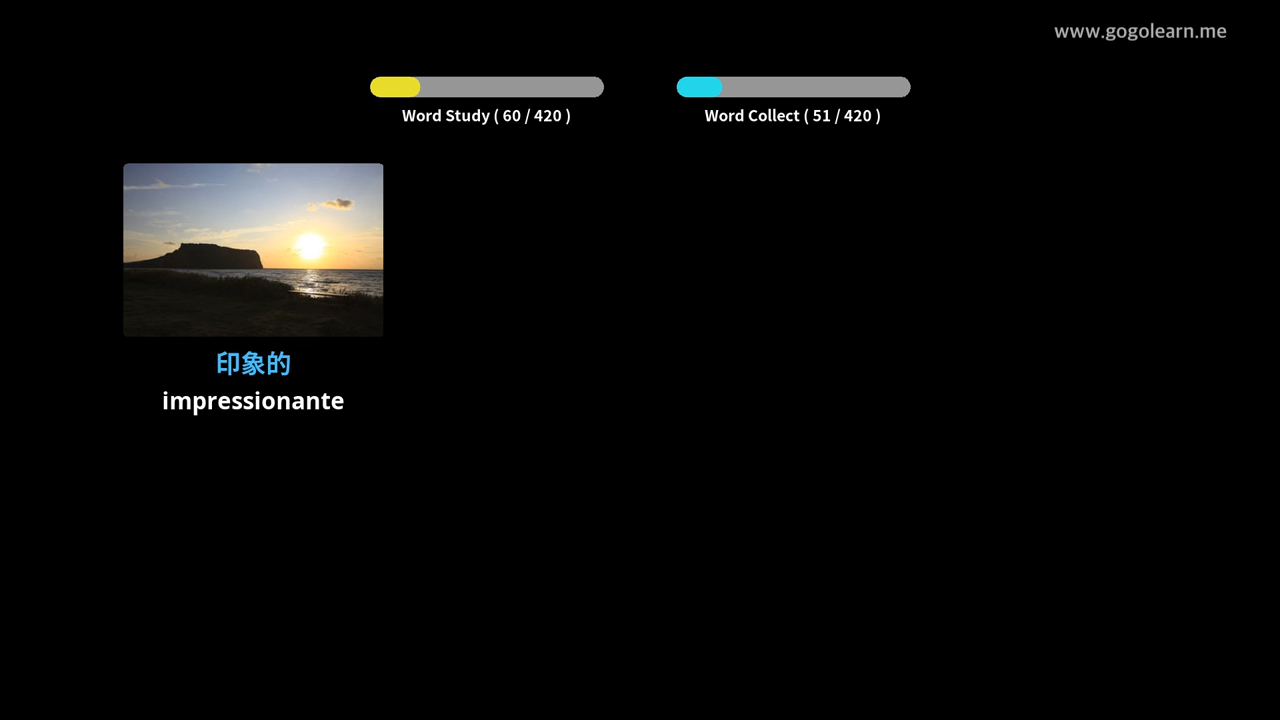 www.gogolearn.me
Word Study ( 60 / 420 )
Word Collect ( 51 / 420 )
印象的
impressionante